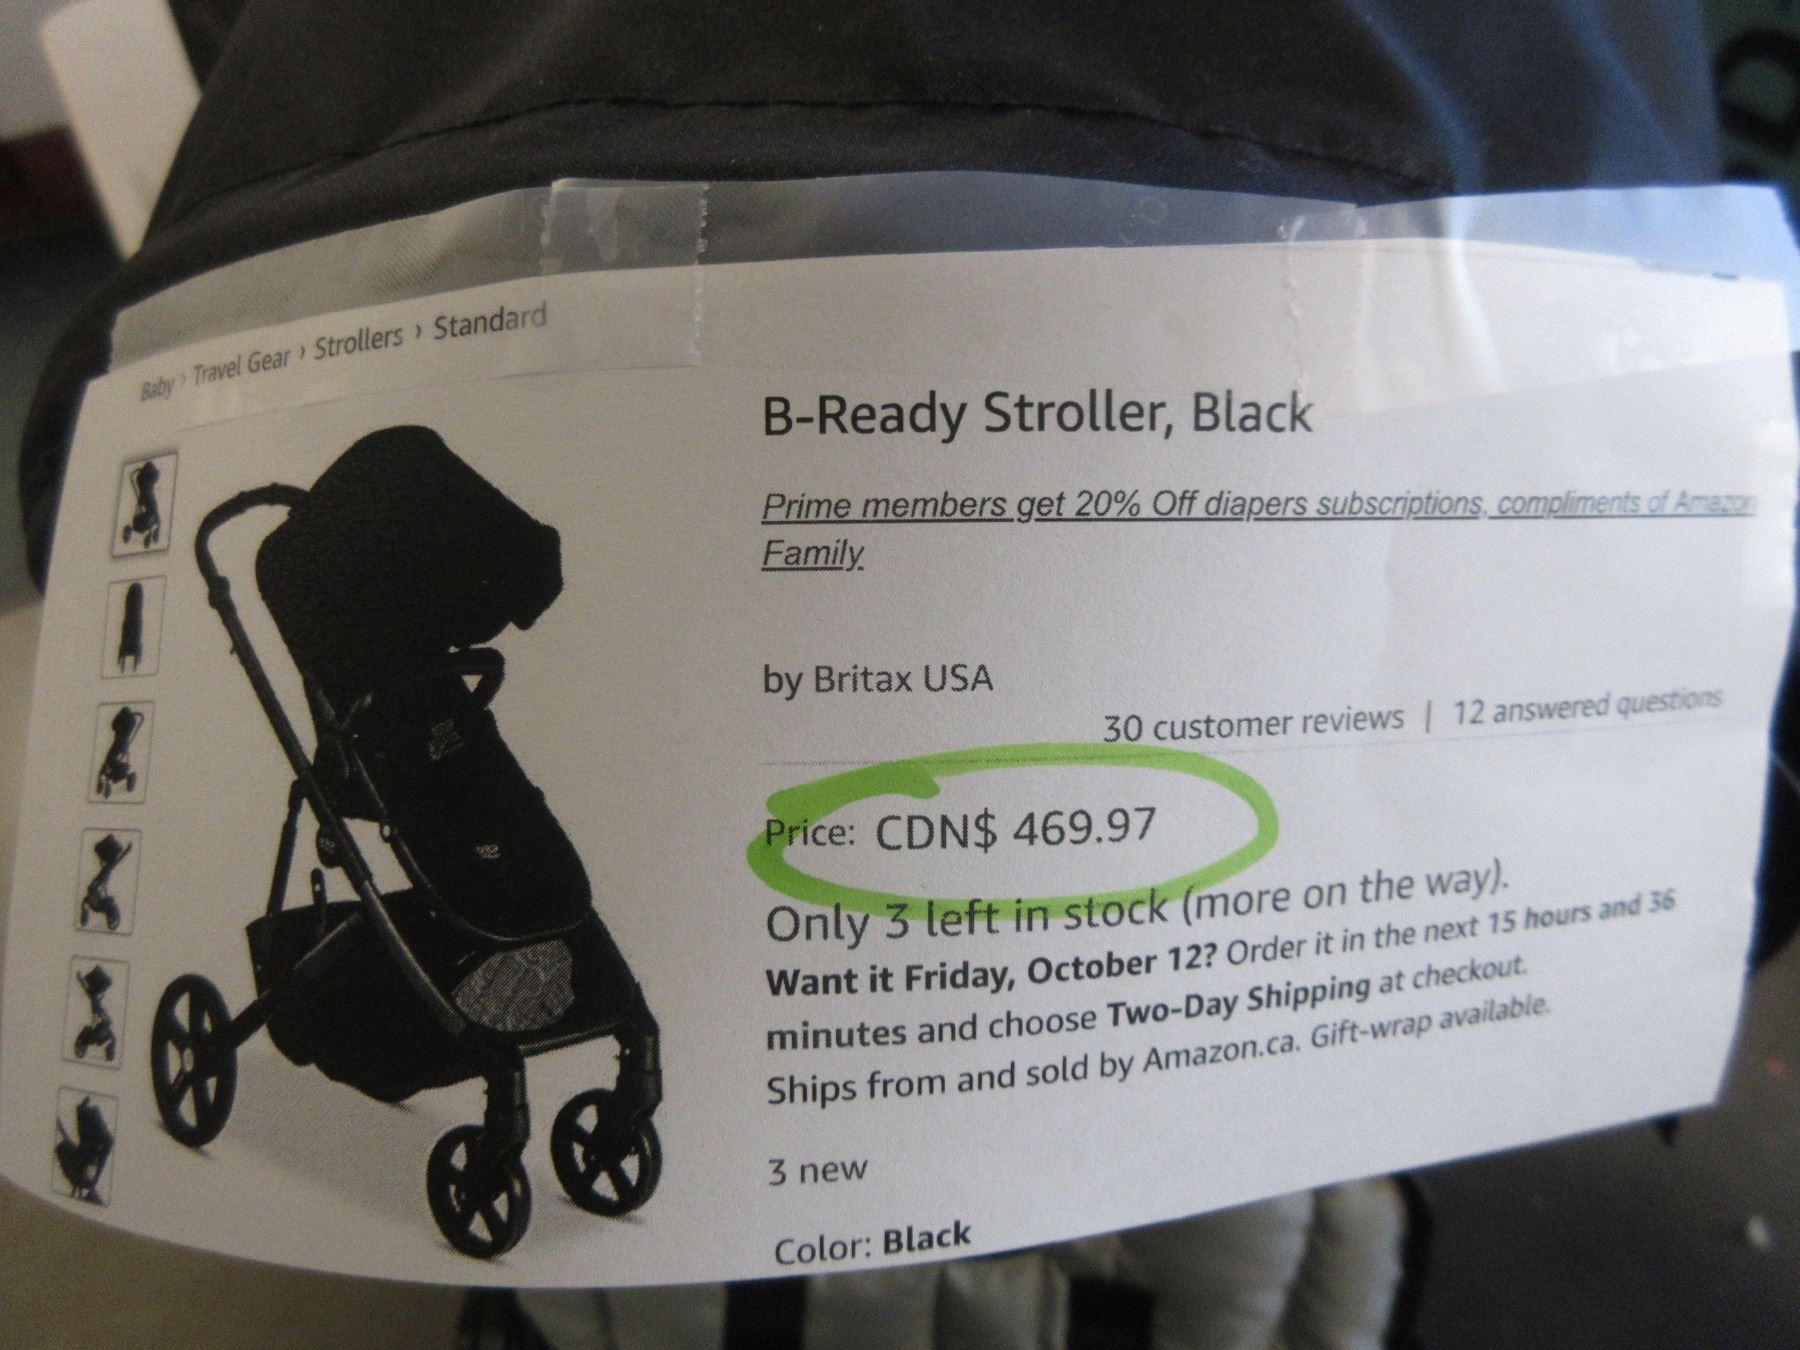 Baby › Travel Gear › Strollers › Standard
B-Ready Stroller, Black
Prime members get 20% Off diapers subscriptions, compliments of Amazon
Family
by Britax USA
30 customer reviews | 12 answered questions
Price: CDN$ 469.97
Only 3 left in stock (more on the way).
Want it Friday, October 12? Order it in the next 15 hours and 36
minutes and choose Two-Day Shipping at checkout.
Ships from and sold by Amazon.ca. Gift-wrap available.
3 new
Color: Black